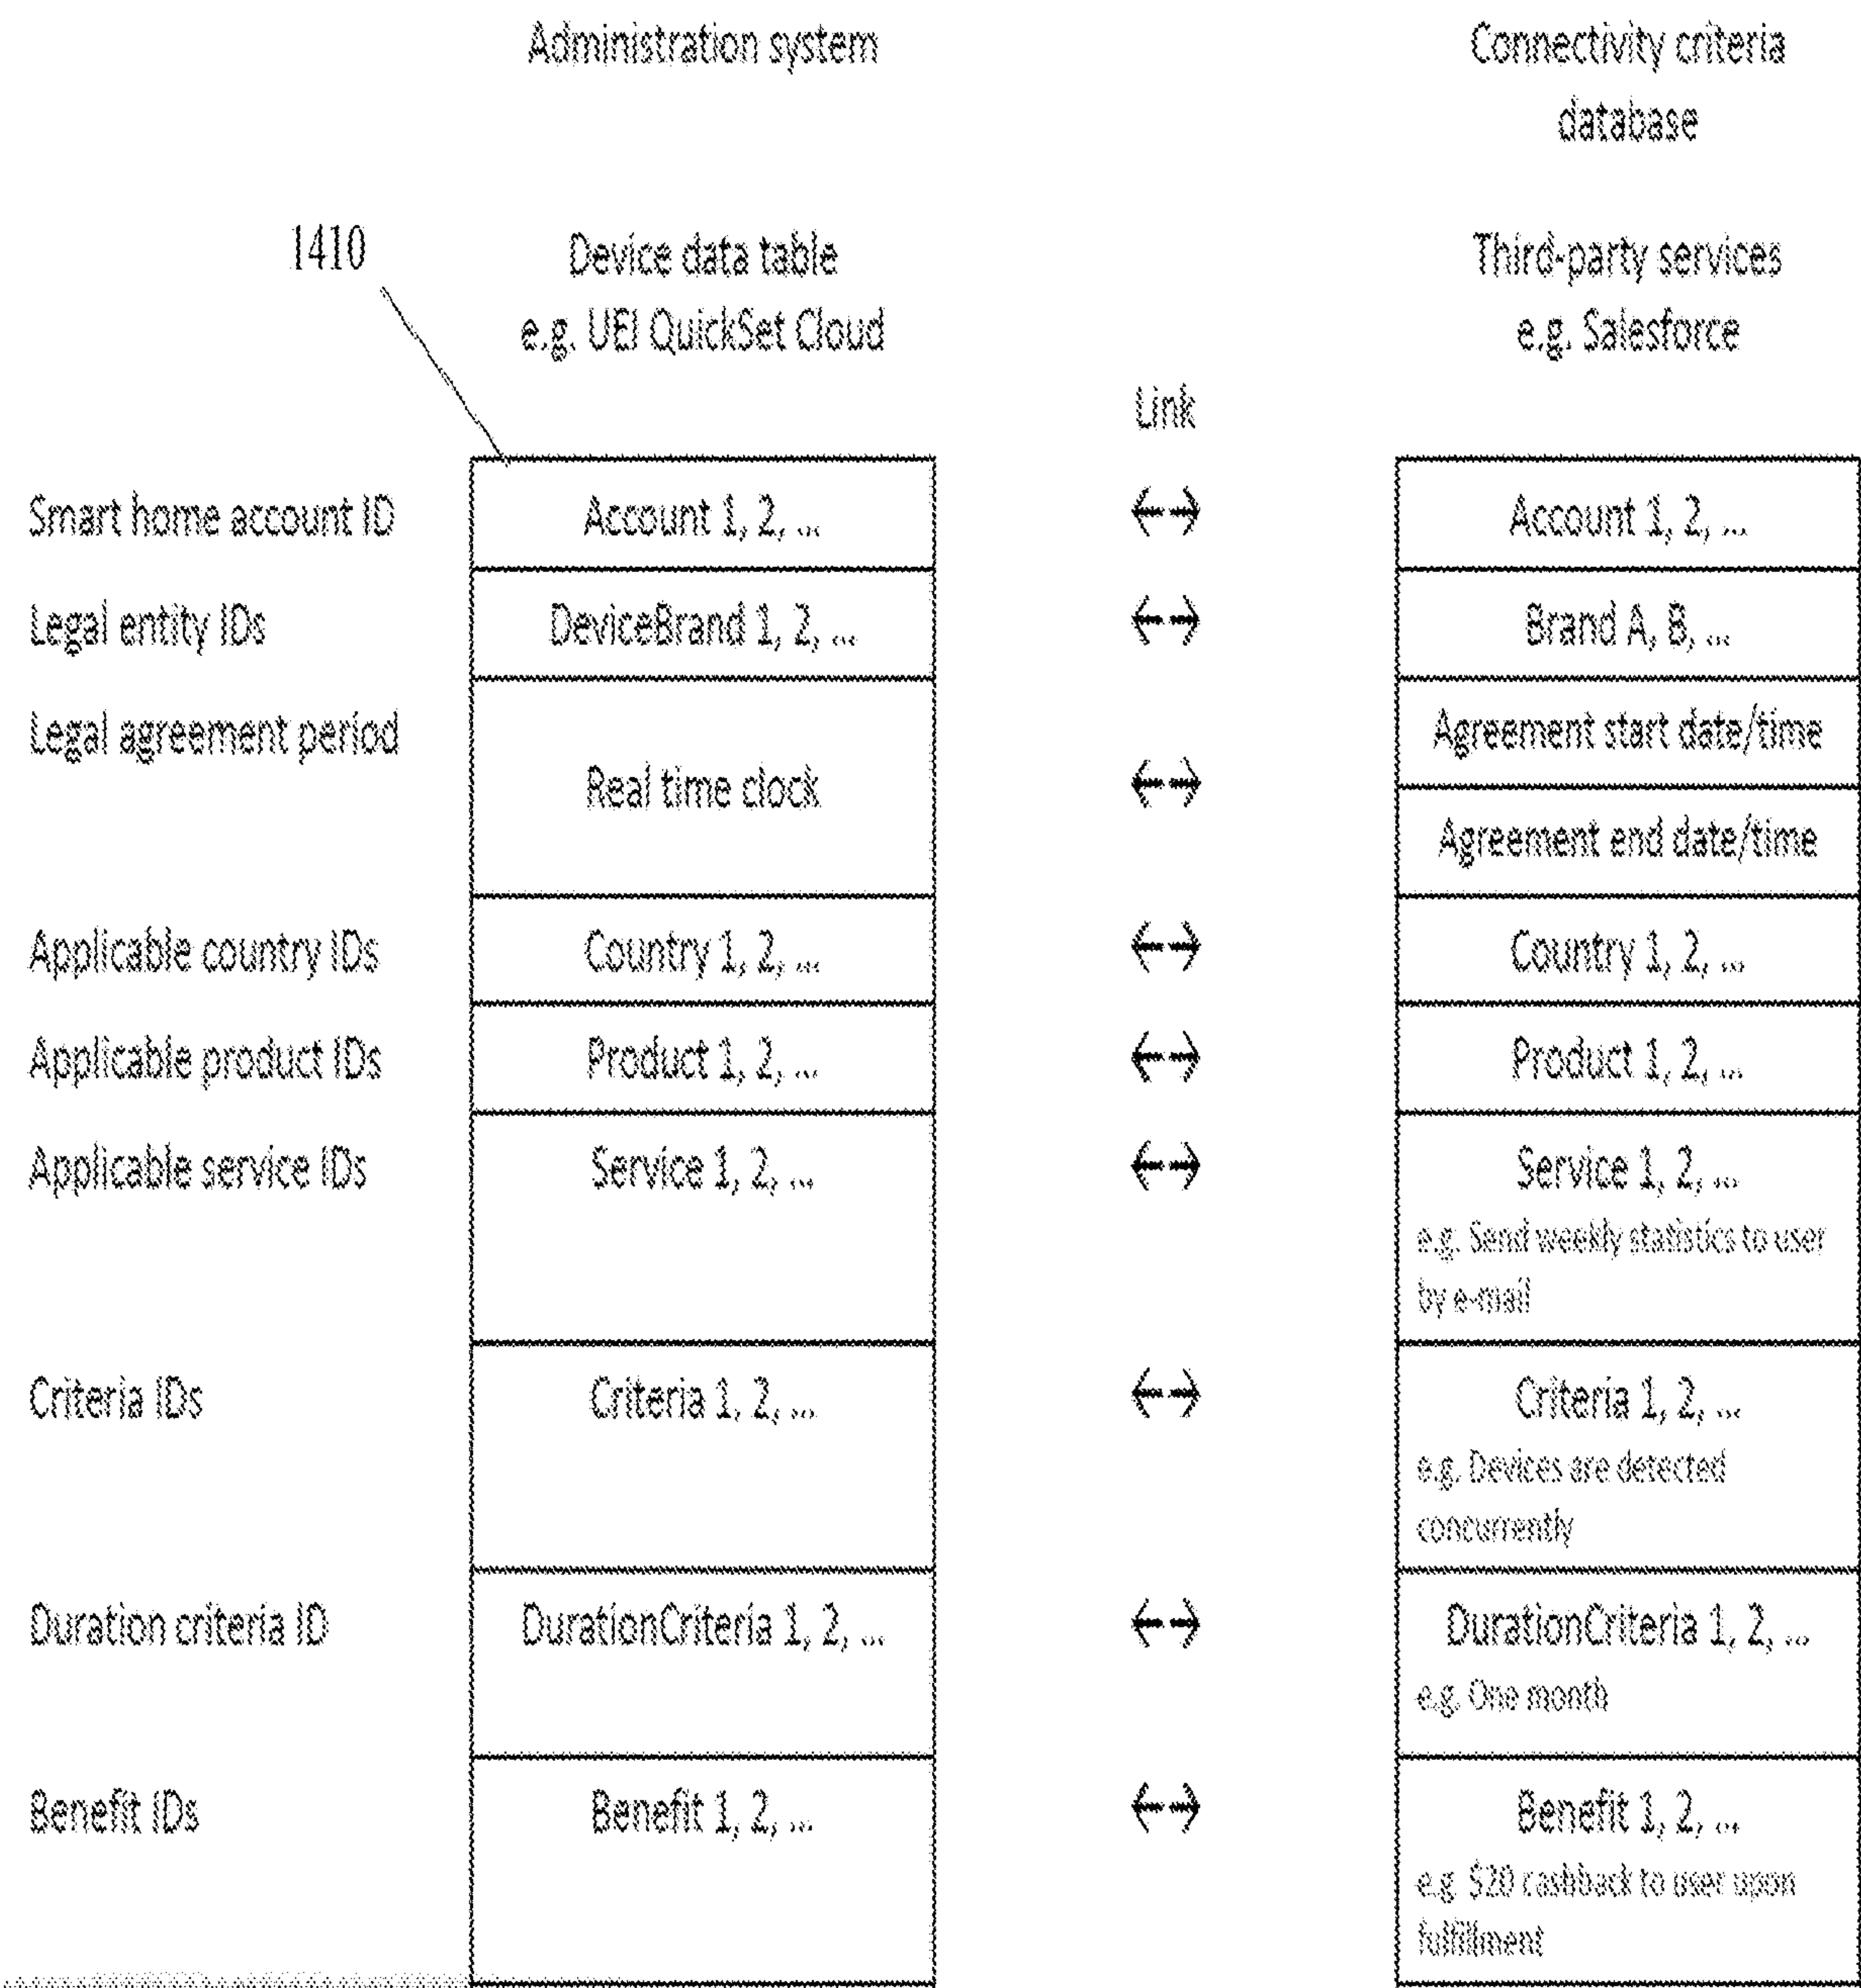 Administration system
Connectivity criteria
database
1410
Device data table
e.g. UEI QuickSet Cloud
Third-party services
e.g. Salesforce
Link
Smart home account ID
Account 1, 2, ...
Account 1, 2, ...
Legal entity IDs
DeviceBrand 1, 2, ...
Brand A, B, ...
Legal agreement period
Real time clock
Agreement start date/time
Agreement end date/time
Applicable country IDs
Country 1, 2, ...
Country 1, 2, ...
Applicable product IDs
Product 1, 2, ...
Product 1, 2, ...
Applicable service IDs
Service 1, 2, ...
Service 1, 2, ...
e.g. Send weekly statistics to user
by e-mail
Criteria IDs
Criteria 1, 2, ...
Criteria 1, 2, ...
e.g. Devices are detected
concurrently
Duration criteria ID
DurationCriteria 1, 2, ...
DurationCriteria 1, 2, ...
e.g. One month
Benefit IDs
Benefit 1, 2, ...
Benefit 1, 2, ...
e.g. $20 cashback to user upon
fulfillment